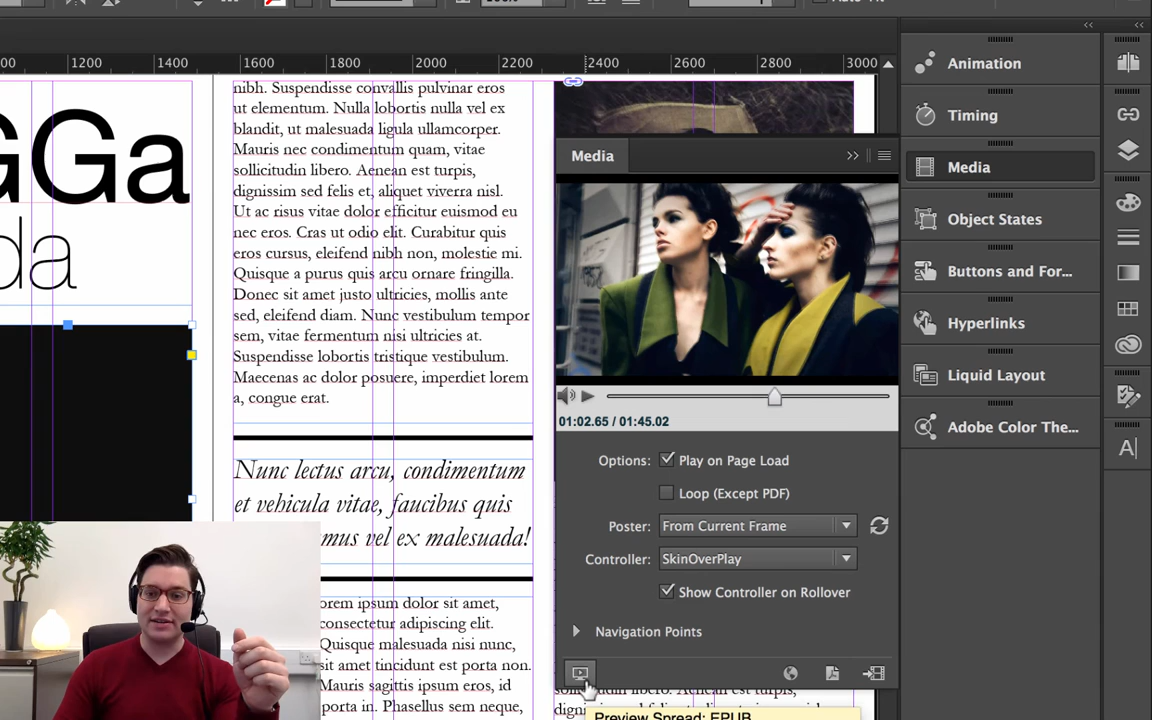 1200
1400
1600
1800
2000
2200
2400
2600
2800
3000
GGa
da
nibh. Suspendisse convallis pulvinar eros
ut elementum. Nulla lobortis nulla vel ex
blandit, ut malesuada ligula ullamcorper.
Mauris nec condimentum quam, vitae
sollicitudin libero. Aenean est turpis,
dignissim sed felis et, aliquet viverra nisl.
Ut ac risus vitae dolor efficitur euismod eu
nec eros. Cras ut odio elit. Curabitur quis
eros cursus, eleifend nibh non, molestie mi.
Quisque a purus quis arcu ornare fringilla.
Donec sit amet justo ultricies, mollis ante
sed, eleifend diam. Nunc vestibulum tempor
sem, vitae fermentum nisi ultricies at.
Suspendisse lobortis tristique vestibulum.
Maecenas ac dolor posuere, imperdiet lorem
a, congue erat.
Nunc lectus arcu, condimentum
et vehicula vitae, faucibus quis
mus vel ex malesuada!
orem ipsum dolor sit amet,
consectetur adipiscing elit.
Quisque malesuada nisi nunc,
sit amet tincidunt est porta non.
Mauris sagittis ipsum eros, id
porta in. Praesent sem neque,
Media
01:02.65 / 01:45.02
Options: Play on Page Load
Loop (Except PDF)
Poster: From Current Frame
Controller: SkinOverPlay
Show Controller on Rollover
Navigation Points
Preview Spread: EPUB
Animation
Timing
Media
Object States
Buttons and For...
Hyperlinks
Liquid Layout
Adobe Color The...
A